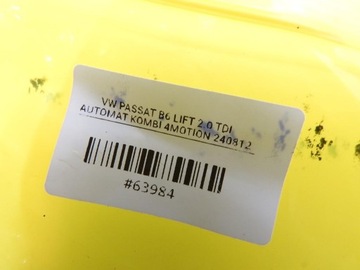 VW PASSAT B6 LIFT 2.0 TDI
AUTOMAT KOMBI 4MOTION 240812
#63984